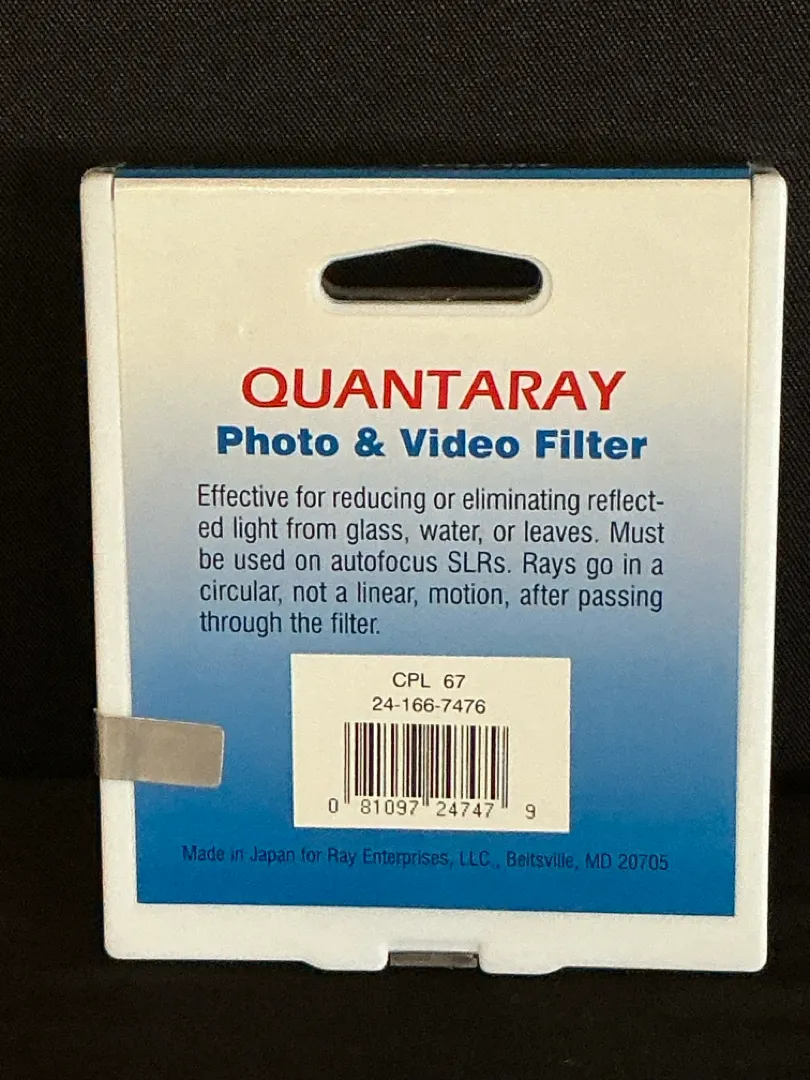 QUANTARAY
Photo & Video Filter
Effective for reducing or eliminating reflect-
ed light from glass, water, or leaves. Must
be used on autofocus SLRs. Rays go in a
circular, not a linear, motion, after passing
through the filter.
CPL 67
24-166-7476
0 81097 24747 9
Made in Japan for Ray Enterprises, LLC., Beltsville, MD 20705